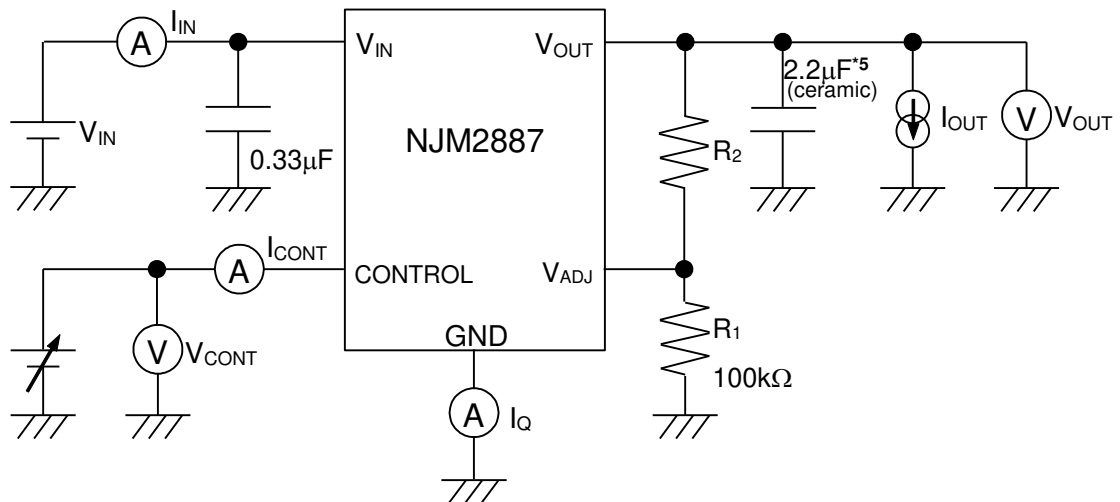 A
I_IN
V_IN
0.33µF
V_IN
V_OUT
NJM2887
CONTROL
V_ADJ
GND
2.2µF*5
(ceramic)
R2
I_OUT
V
V_OUT
I_CONT
A
V
V_CONT
R1
100kΩ
A
I_Q